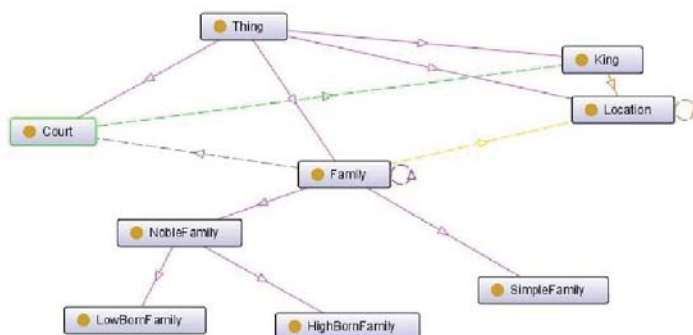 Thing
King
Location
Court
Family
NobleFamily
SimpleFamily
LowBornFamily
HighBornFamily